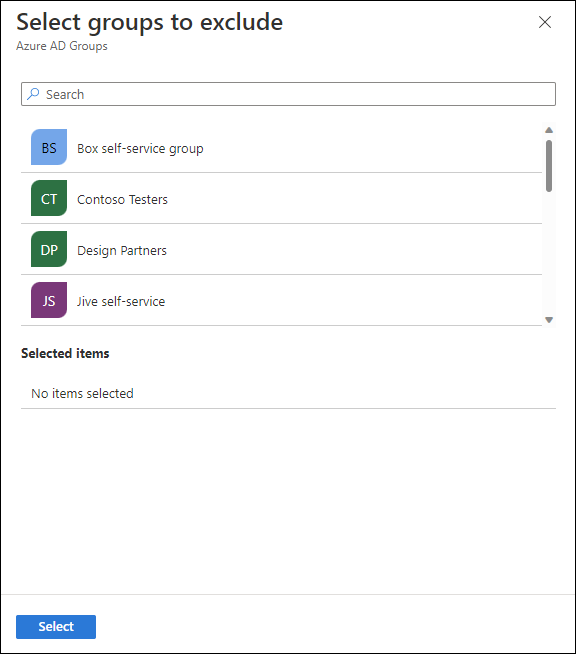 Select groups to exclude
Azure AD Groups
Search
BS Box self-service group
CT Contoso Testers
DP Design Partners
JS Jive self-service
Selected items
No items selected
Select